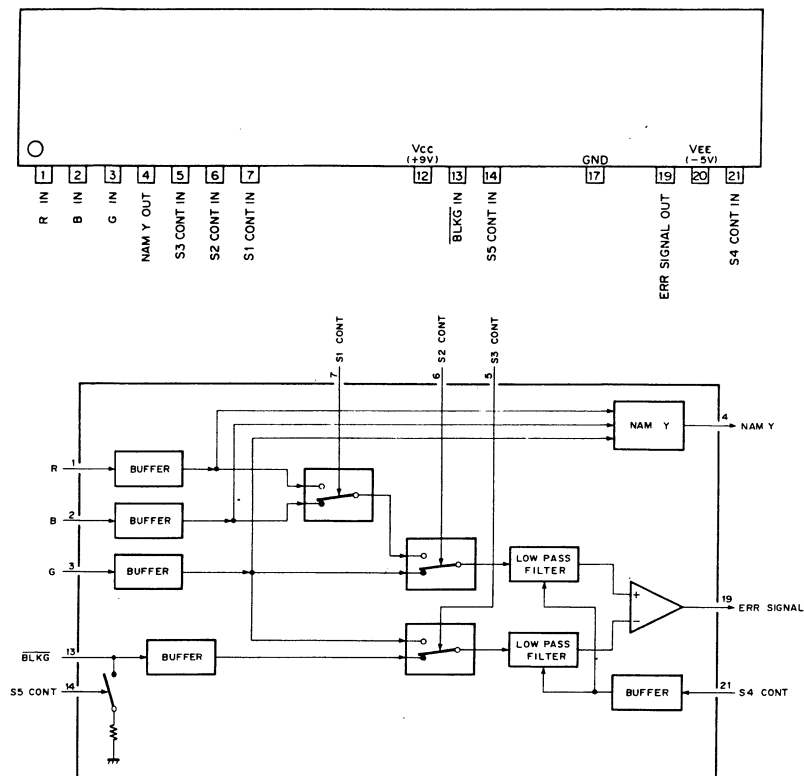 VCC
(+9V)
GND
VEE
(−5V)
1 2 3 4 5 6 7 12 13 14 17 19 20 21
R IN
B IN
G IN
NAM Y OUT
S3 CONT IN
S2 CONT IN
S1 CONT IN
BLKG IN
S5 CONT IN
ERR SIGNAL OUT
S4 CONT IN
7 S1 CONT
6 S2 CONT
5 S3 CONT
NAM Y
4
NAM Y
R 1
BUFFER
B 2
BUFFER
G 3
BUFFER
LOW PASS
FILTER
+
−
19
ERR SIGNAL
BLKG 13
BUFFER
LOW PASS
FILTER
S5 CONT 14
BUFFER
21
S4 CONT